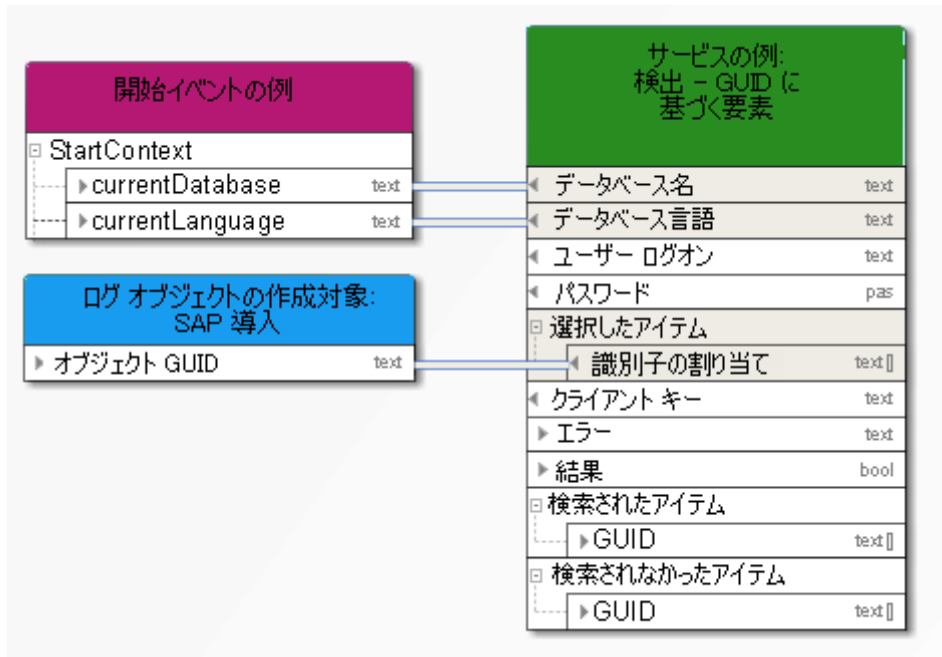 開始イベントの例
StartContext
currentDatabase text
currentLanguage text
ログ オブジェクトの作成対象:
SAP 導入
オブジェクト GUID text
サービスの例:
検出 – GUID に
基づく要素
データベース名 text
データベース言語 text
ユーザー ログオン text
パスワード pas
選択したアイテム
識別子の割り当て text[]
クライアント キー text
エラー text
結果 bool
検索されたアイテム
GUID text[]
検索されなかったアイテム
GUID text[]